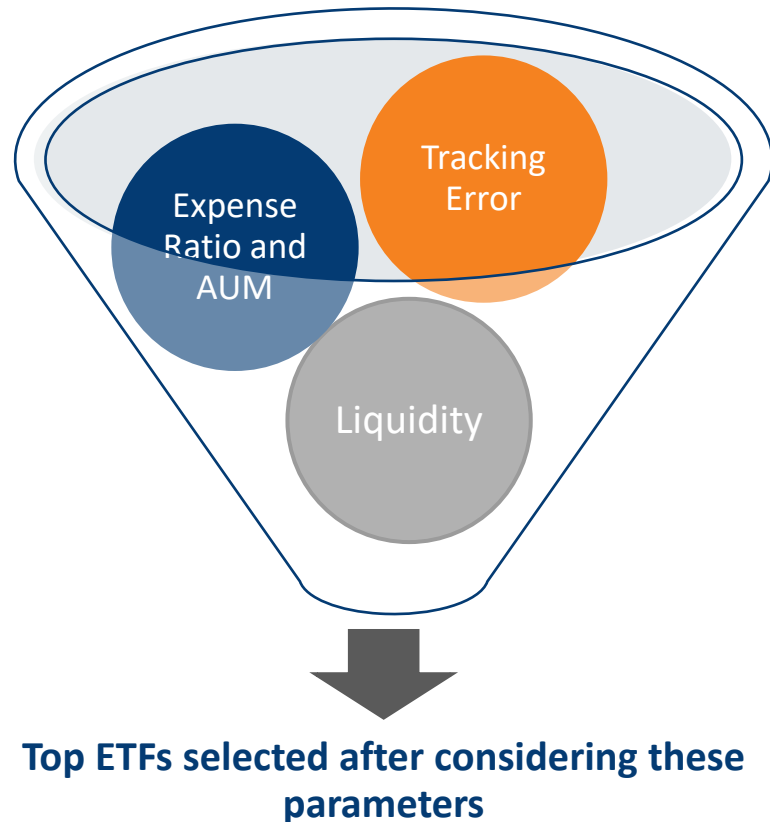 Tracking
Error
Expense
Ratio and
AUM
Liquidity
Top ETFs selected after considering these
parameters